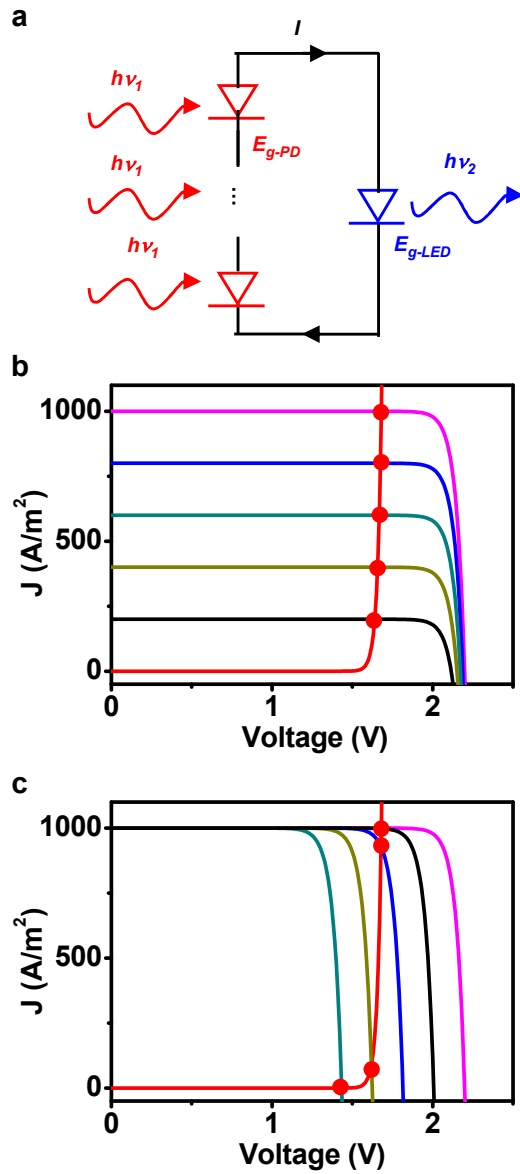 a
I
hν1
Eg-PD
hν1
hν2
⋮
hν1
Eg-LED
b
1000
500
0
J (A/m²)
0 1 2
Voltage (V)
c
1000
500
0
J (A/m²)
0 1 2
Voltage (V)